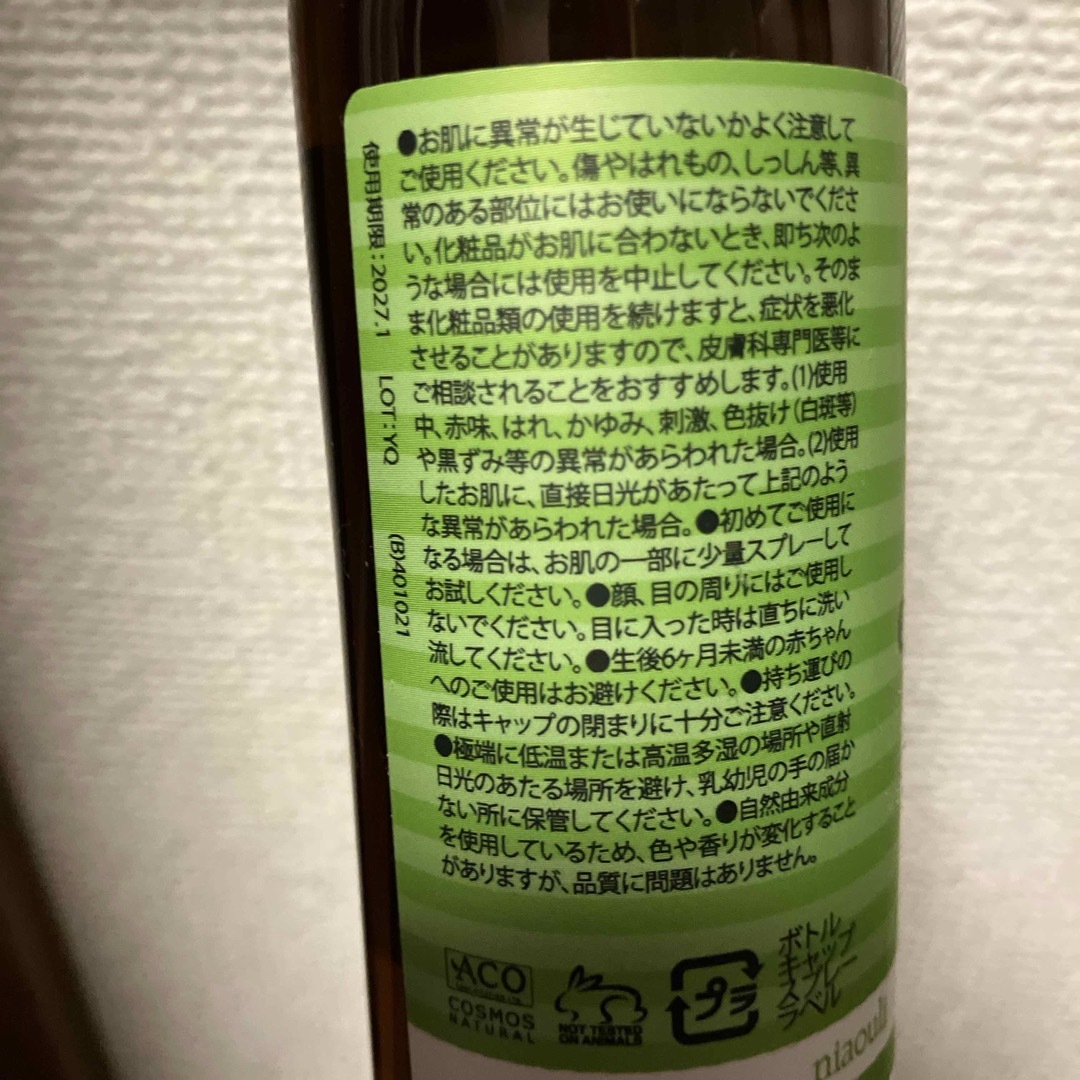 ●お肌に異常が生じていないかよく注意して
ご使用ください。傷やはれもの、しっしん等、異
常のある部位にはお使いにならないでくださ
い。化粧品がお肌に合わないとき、即ち次のよ
うな場合には使用を中止してください。そのま
ま化粧品類の使用を続けますと、症状を悪化
させることがありますので、皮膚科専門医等に
ご相談されることをおすすめします。(1)使用
中、赤味、はれ、かゆみ、刺激、色抜け(白斑等)
や黒ずみ等の異常があらわれた場合。(2)使用
したお肌に、直接日光があたって上記のよう
な異常があらわれた場合。●初めてご使用に
なる場合は、お肌の一部に少量スプレーして
お試しください。●顔、目の周りにはご使用し
ないでください。目に入った時は直ちに洗い
流してください。●生後6ヶ月未満の赤ちゃん
へのご使用はお避けください。●持ち運びの
際はキャップの閉まりに十分ご注意ください。
●極端に低温または高温多湿の場所や直射
日光のあたる場所を避け、乳幼児の手の届か
ない所に保管してください。●自然由来成分
を使用しているため、色や香りが変化すること
がありますが、品質に問題はありません。
使用期限:2027.1 LOT:YQ (B)401021
ACO
COSMOS
NATURAL
NOT TESTED
ON ANIMALS
プラ
ボトル
キャップ
スプレー
ラベル
niaouli